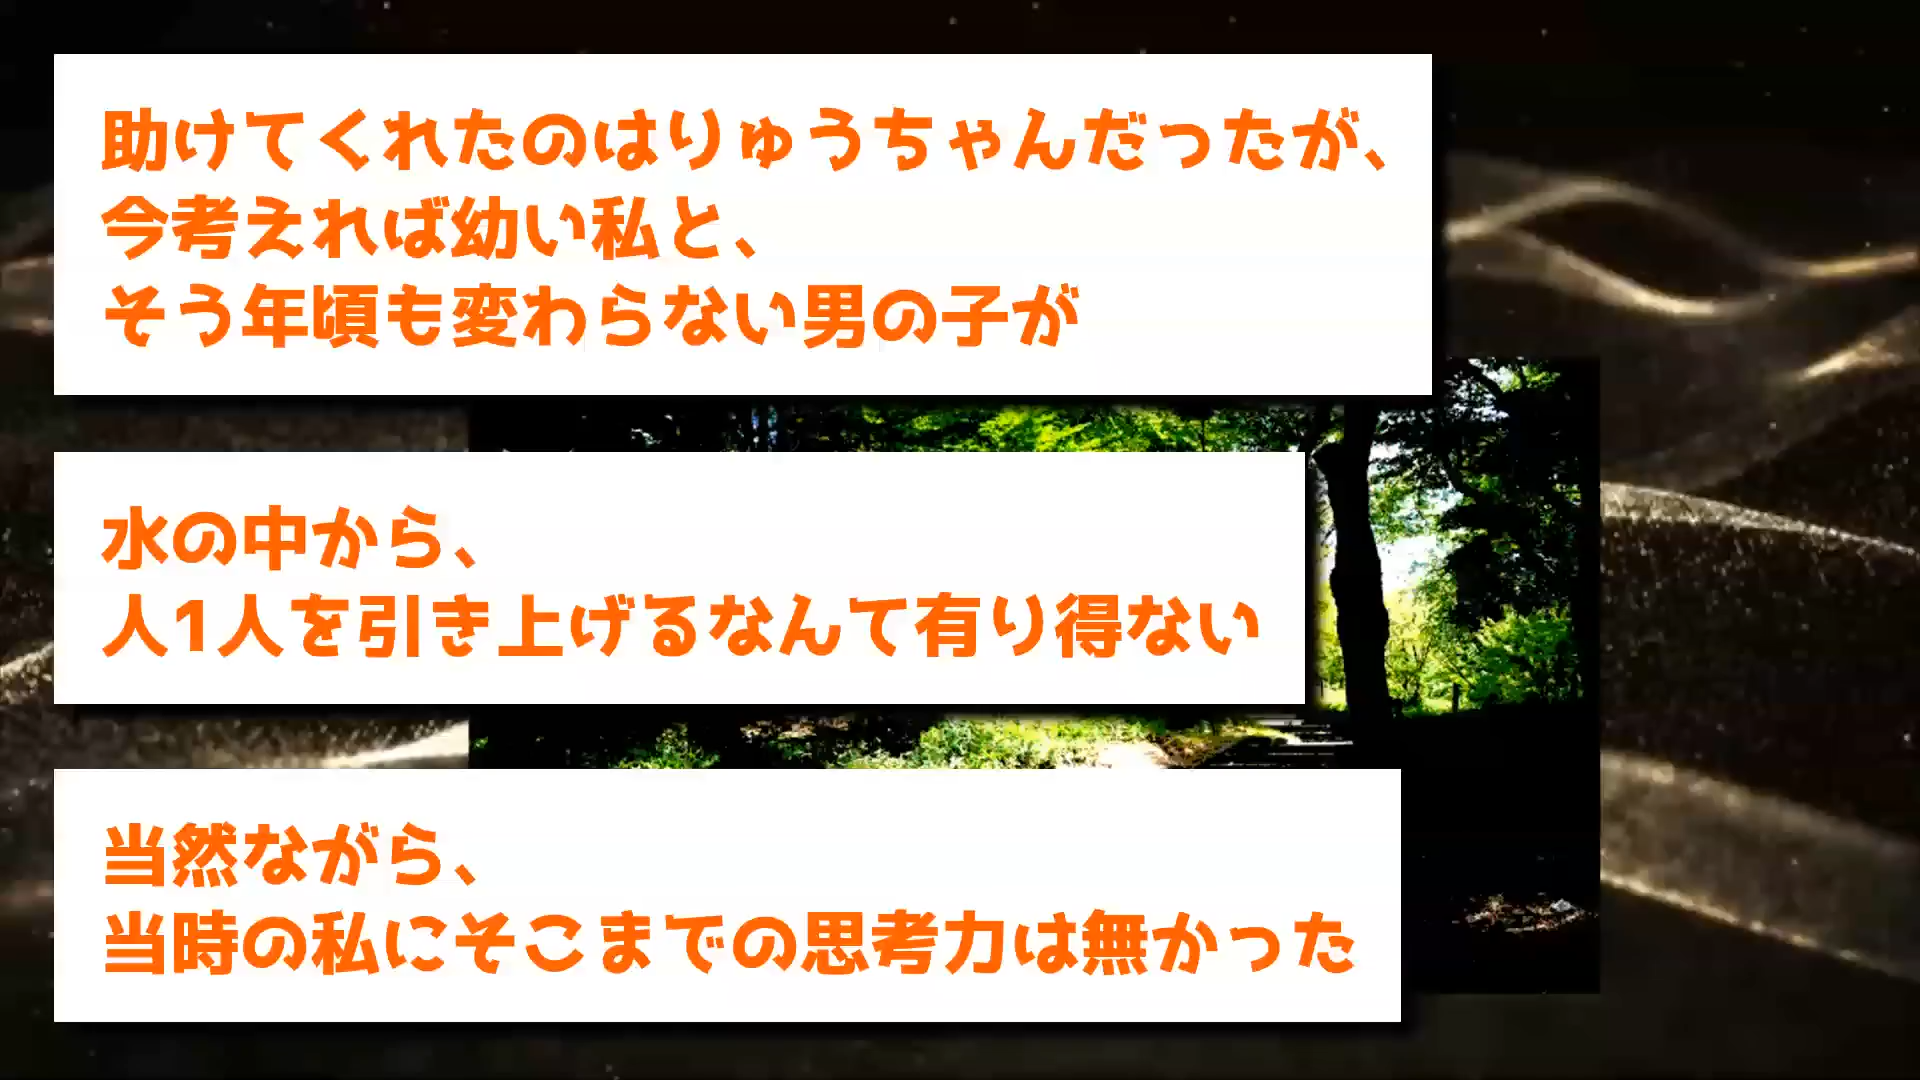 助けてくれたのはりゅうちゃんだったが、
今考えれば幼い私と、
そう年頃も変わらない男の子が
水の中から、
人1人を引き上げるなんて有り得ない
当然ながら、
当時の私にそこまでの思考力は無かった